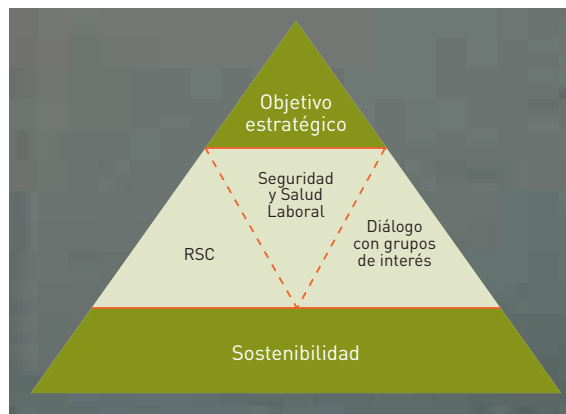 Objetivo
estratégico
Seguridad
y Salud
Laboral
RSC
Diálogo
con grupos
de interés
Sostenibilidad